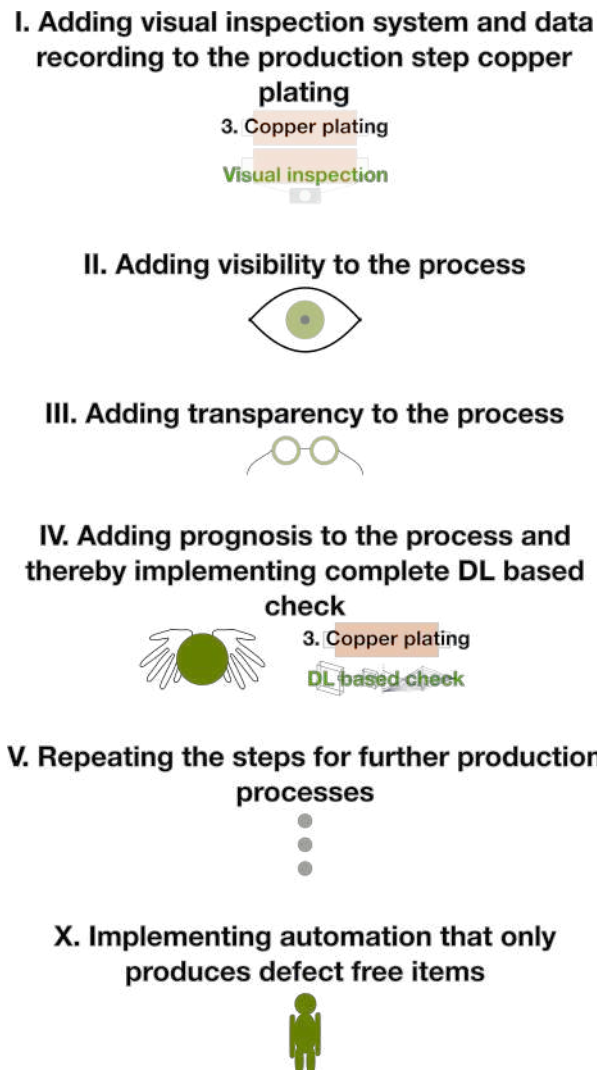 I. Adding visual inspection system and data
recording to the production step copper
plating
3. Copper plating
Visual inspection
II. Adding visibility to the process
III. Adding transparency to the process
IV. Adding prognosis to the process and
thereby implementing complete DL based
check
3. Copper plating
DL based check
V. Repeating the steps for further production
processes
X. Implementing automation that only
produces defect free items